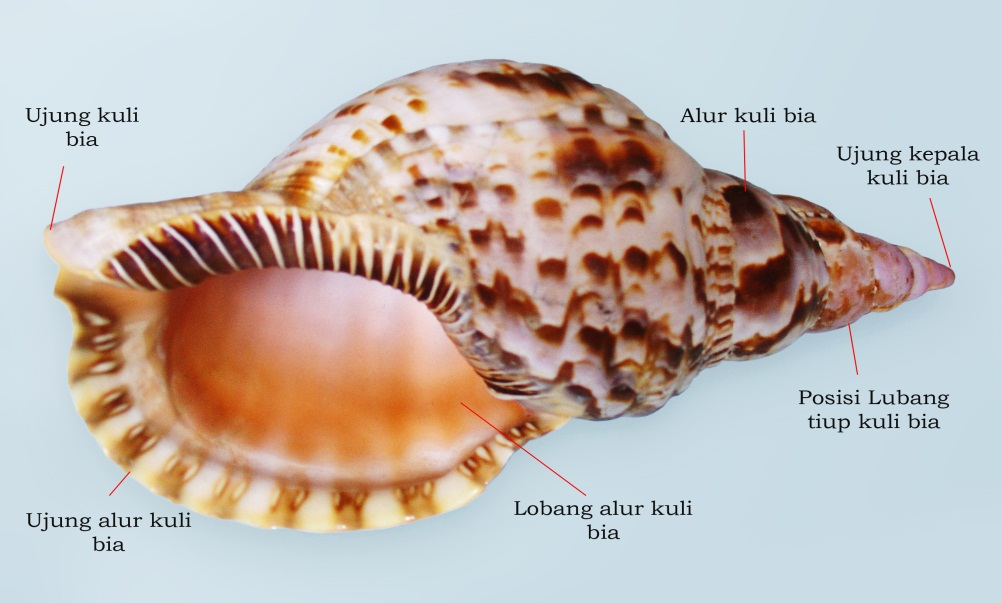 Ujung kuli
bia
Alur kuli bia
Ujung kepala
kuli bia
Posisi Lubang
tiup kuli bia
Lobang alur kuli
bia
Ujung alur kuli
bia